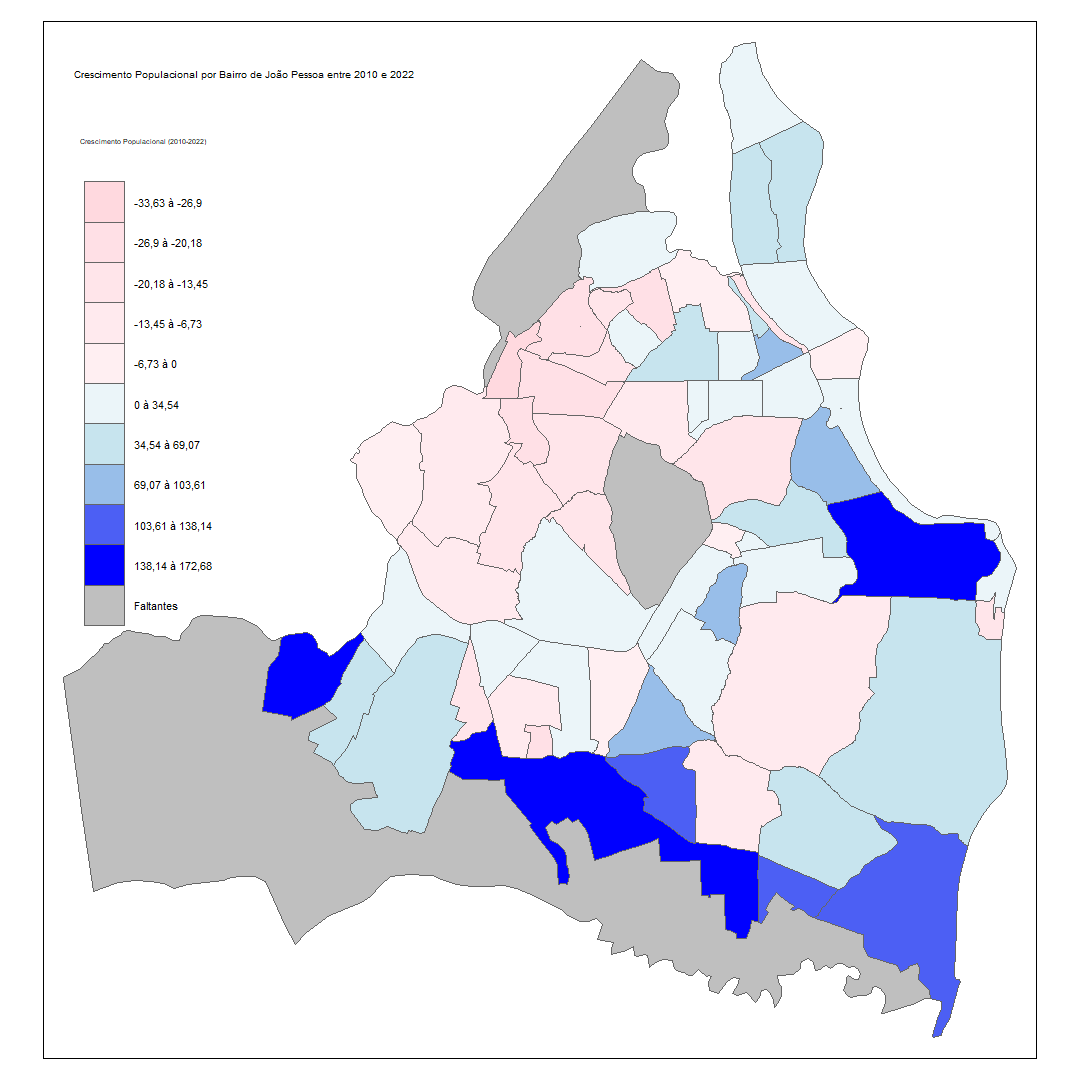 Crescimento Populacional por Bairro de João Pessoa entre 2010 e 2022
Crescimento Populacional (2010-2022)
-33,63 à -26,9
-26,9 à -20,18
-20,18 à -13,45
-13,45 à -6,73
-6,73 à 0
0 à 34,54
34,54 à 69,07
69,07 à 103,61
103,61 à 138,14
138,14 à 172,68
Faltantes